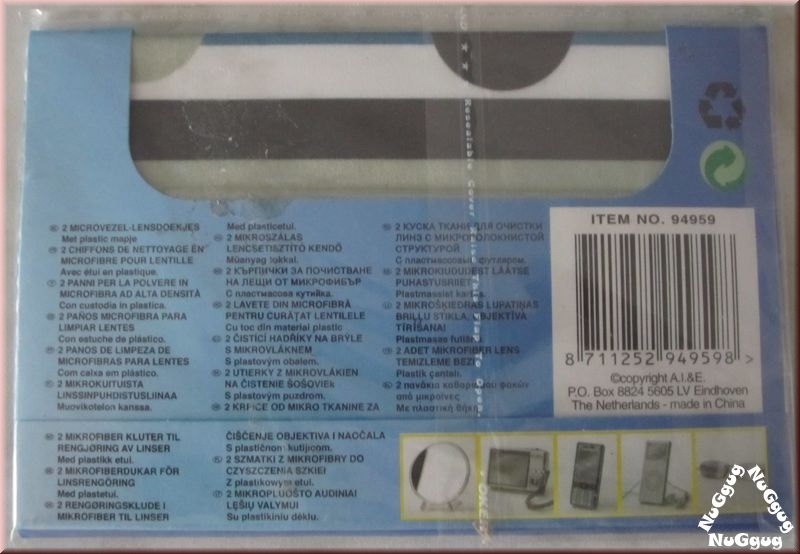 2 MICROVEZEL-LENSDOEKJES
Met plastic mapje
2 CHIFFONS DE NETTOYAGE EN
MICROFIBRE POUR LENTILLE
Avec étui en plastique.
2 PANNI PER LA POLVERE IN
MICROFIBRA AD ALTA DENSITÀ
Con custodia in plastica.
2 PAÑOS MICROFIBRA PARA
LIMPIAR LENTES
Con estuche de plástico.
2 PANOS DE LIMPEZA DE
MICROFIBRAS PARA LENTES
Com caixa em plástico.
2 MIKROKUITUISTA
LINSSINPUHDISTUSLIINAA
Muovikotelon kanssa.
2 MIKROFIBER KLUTER TIL
RENGJØRING AV LINSER
Med plastikk etui.
2 MIKROFIBERDUKAR FÖR
LINSRENGÖRING
Med plastetui.
2 RENGØRINGSKLUDE I
MIKROFIBER TIL LINSER
Med plasticetui.
2 MIKROSZÁLAS
LENCSETISZTÍTÓ KENDŐ
Műanyag tokkal.
2 КЪРПИЧКИ ЗА ПОЧИСТВАНЕ
НА ЛЕЩИ ОТ МИКРОФИБЪР
С пластмасова кутийка.
2 LAVETE DIN MICROFIBRĂ
PENTRU CURĂŢAT LENTILELE
Cu toc din material plastic
2 ČISTÍCÍ HADŘÍKY NA BRÝLE
S MIKROVLÁKNEM
S plastovým obalem.
2 UTIERKY Z MIKROVLÁKIEN
NA ČISTENIE ŠOŠOVIEK
S plastovým puzdrom.
2 KRPICE OD MIKRO TKANINE ZA
ČIŠĆENJE OBJEKTIVA I NAOČALA
S plastičnom kutijicom.
2 SZMATKI Z MIKROFIBRY DO
CZYSZCZENIA SZKIEł
Z plastikowym etui.
2 MIKROPLUOŠTO AUDINIAI
LĘŠIŲ VALYMUI
Su plastikiniu dėklu.
2 КУСКА ТКАНИ ДЛЯ ОЧИСТКИ
ЛИНЗ С МИКРОВОЛОКНИСТОЙ
СТРУКТУРОЙ
С пластмассовым футляром.
2 MIKROKIUDUDEST LÄÄTSE
PUHASTUSRIIET
Plastmassist karbis.
2 MIKROŠĶIEDRAS LUPATIŅAS
BRIĻĻU STIKLA, OBJEKTĪVA
TĪRĪŠANAI
Plastmasas futlārī.
2 ADET MIKROFIBER LENS
TEMIZLEME BEZİ
Plastik çantalı.
2 πανάκια καθαρισμού φακών
από μικροΐνες
Με πλαστική θήκη
Resealable Cover
ITEM NO. 94959
8 711252 949598 >
©copyright A.I.&E.
P.O. Box 8824 5605 LV Eindhoven
The Netherlands - made in China
NuGgug
NuGgug
NuGgug